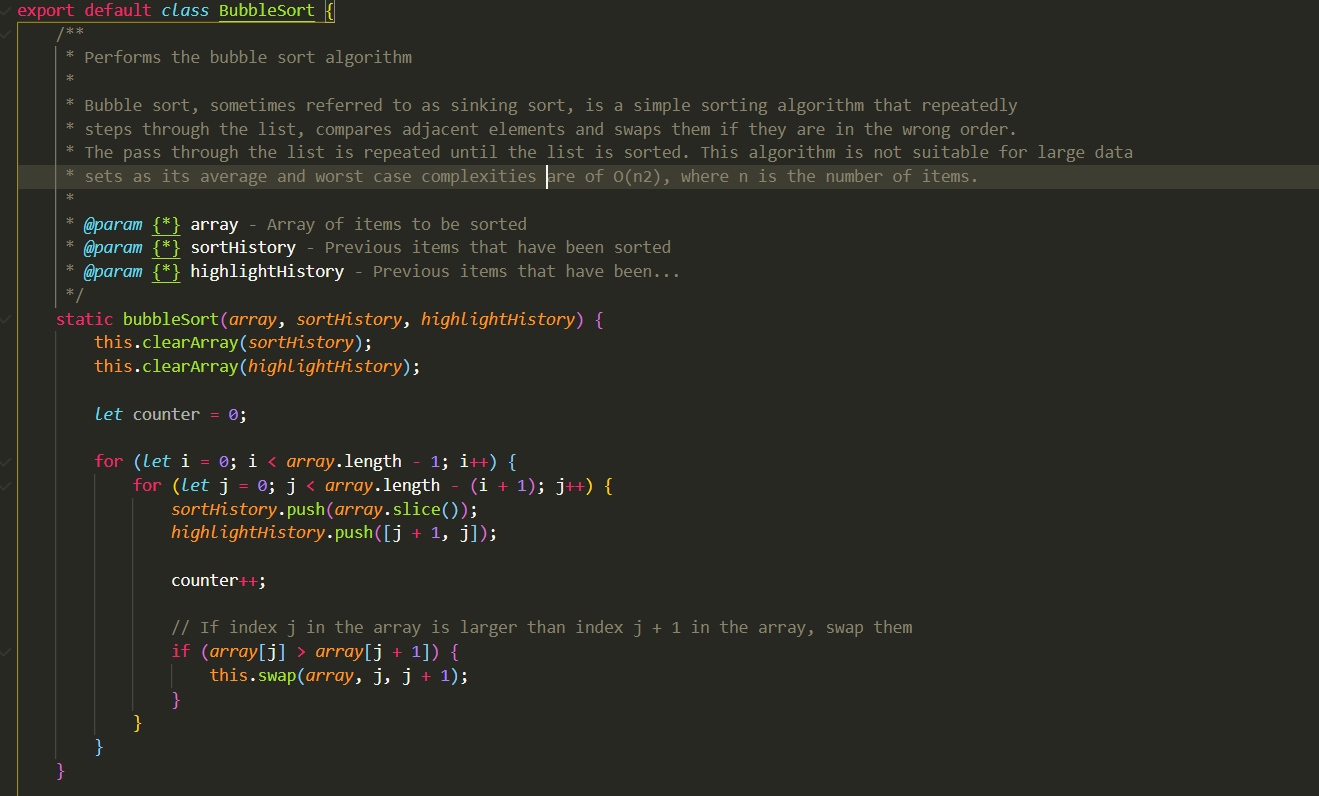 export default class BubbleSort {
/**
* Performs the bubble sort algorithm
*
* Bubble sort, sometimes referred to as sinking sort, is a simple sorting algorithm that repeatedly
* steps through the list, compares adjacent elements and swaps them if they are in the wrong order.
* The pass through the list is repeated until the list is sorted. This algorithm is not suitable for large data
* sets as its average and worst case complexities are of O(n2), where n is the number of items.
*
* @param {*} array - Array of items to be sorted
* @param {*} sortHistory - Previous items that have been sorted
* @param {*} highlightHistory - Previous items that have been...
*/
static bubbleSort(array, sortHistory, highlightHistory) {
this.clearArray(sortHistory);
this.clearArray(highlightHistory);
let counter = 0;
for (let i = 0; i < array.length - 1; i++) {
for (let j = 0; j < array.length - (i + 1); j++) {
sortHistory.push(array.slice());
highlightHistory.push([j + 1, j]);
counter++;
// If index j in the array is larger than index j + 1 in the array, swap them
if (array[j] > array[j + 1]) {
this.swap(array, j, j + 1);
}
}
}
}